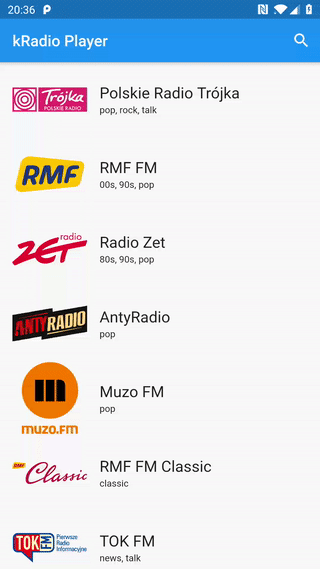 20:36
kRadio Player
Trójka
POLSKIE RADIO
Polskie Radio Trójka
pop, rock, talk
RMF
RMF FM
00s, 90s, pop
radio
ZET
Radio Zet
80s, 90s, pop
ANTYRADIO
AntyRadio
pop
m
muzo.fm
Muzo FM
pop
RMF
Classic
RMF FM Classic
classic
TOK FM
Pierwsze
Radio
Informacyjne
TOK FM
news, talk